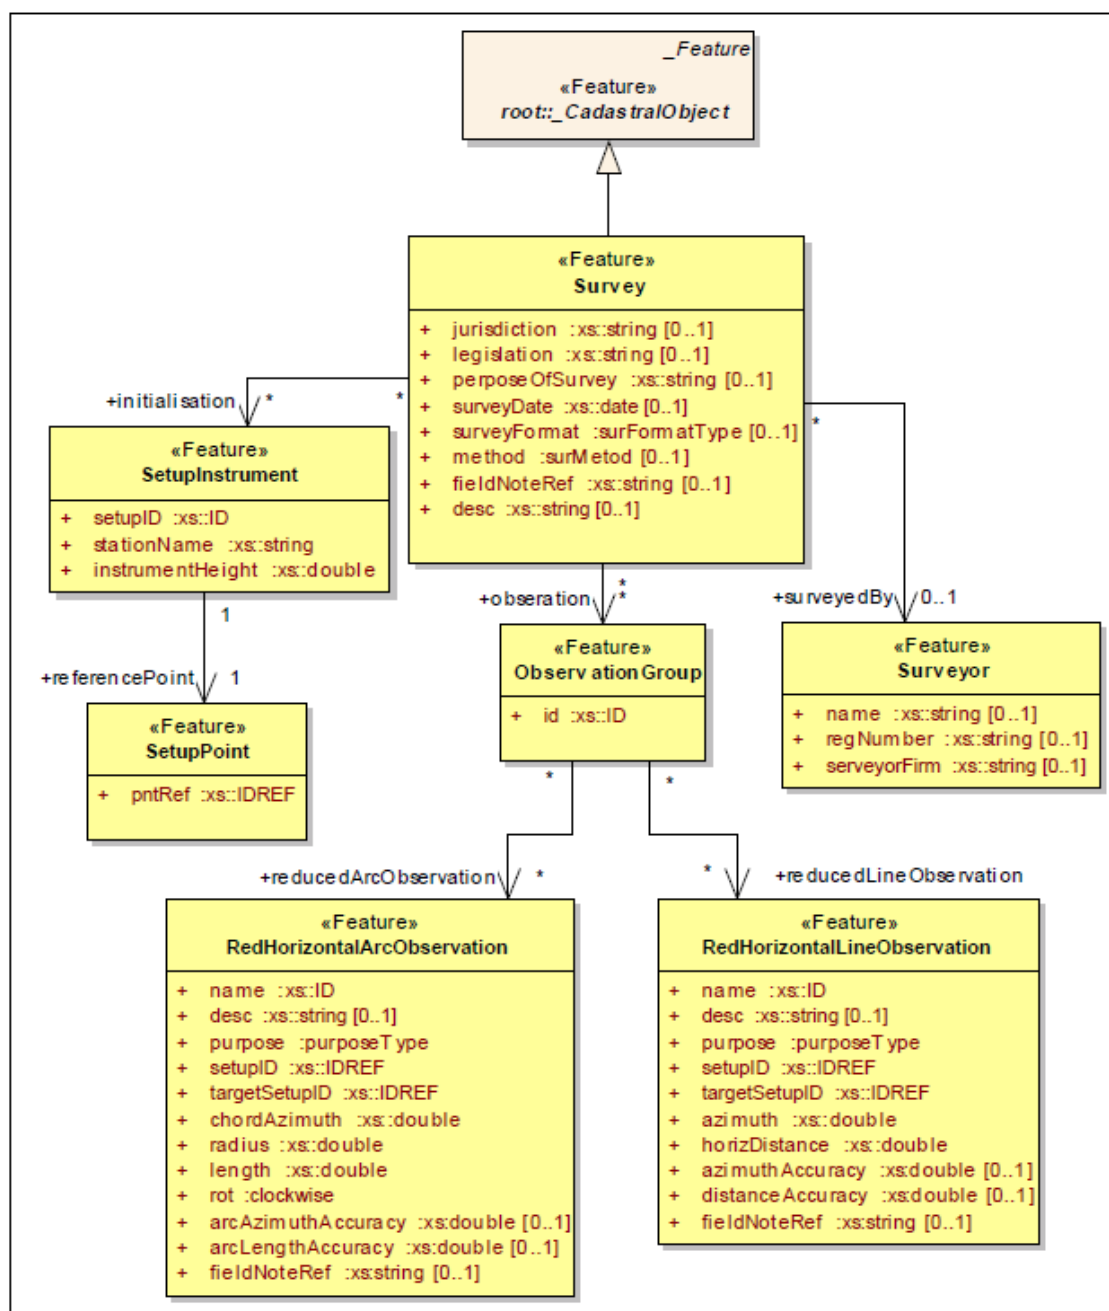 _Feature
«Feature»
root::_CadastralObject
«Feature»
Survey
+ jurisdiction :xs::string [0..1]
+ legislation :xs::string [0..1]
+ perposeOfSurvey :xs::string [0..1]
+ surveyDate :xs::date [0..1]
+ surveyFormat :surFormatType [0..1]
+ method :surMetod [0..1]
+ fieldNoteRef :xs::string [0..1]
+ desc :xs::string [0..1]
+initialisation
*
*
*
«Feature»
SetupInstrument
+ setupID :xs::ID
+ stationName :xs::string
+ instrumentHeight :xs::double
1
+referencePoint
1
«Feature»
SetupPoint
+ pntRef :xs::IDREF
*
+obseration
*
«Feature»
ObservationGroup
+ id :xs::ID
+surveyedBy
0..1
«Feature»
Surveyor
+ name :xs::string [0..1]
+ regNumber :xs::string [0..1]
+ serveyorFirm :xs::string [0..1]
*
*
+reducedArcObservation
*
*
+reducedLineObservation
«Feature»
RedHorizontalArcObservation
+ name :xs::ID
+ desc :xs::string [0..1]
+ purpose :purposeType
+ setupID :xs::IDREF
+ targetSetupID :xs::IDREF
+ chordAzimuth :xs::double
+ radius :xs::double
+ length :xs::double
+ rot :clockwise
+ arcAzimuthAccuracy :xs:double [0..1]
+ arcLengthAccuracy :xs:double [0..1]
+ fieldNoteRef :xs:string [0..1]
«Feature»
RedHorizontalLineObservation
+ name :xs::ID
+ desc :xs::string [0..1]
+ purpose :purposeType
+ setupID :xs::IDREF
+ targetSetupID :xs::IDREF
+ azimuth :xs::double
+ horizDistance :xs::double
+ azimuthAccuracy :xs:double [0..1]
+ distanceAccuracy :xs:double [0..1]
+ fieldNoteRef :xs:string [0..1]